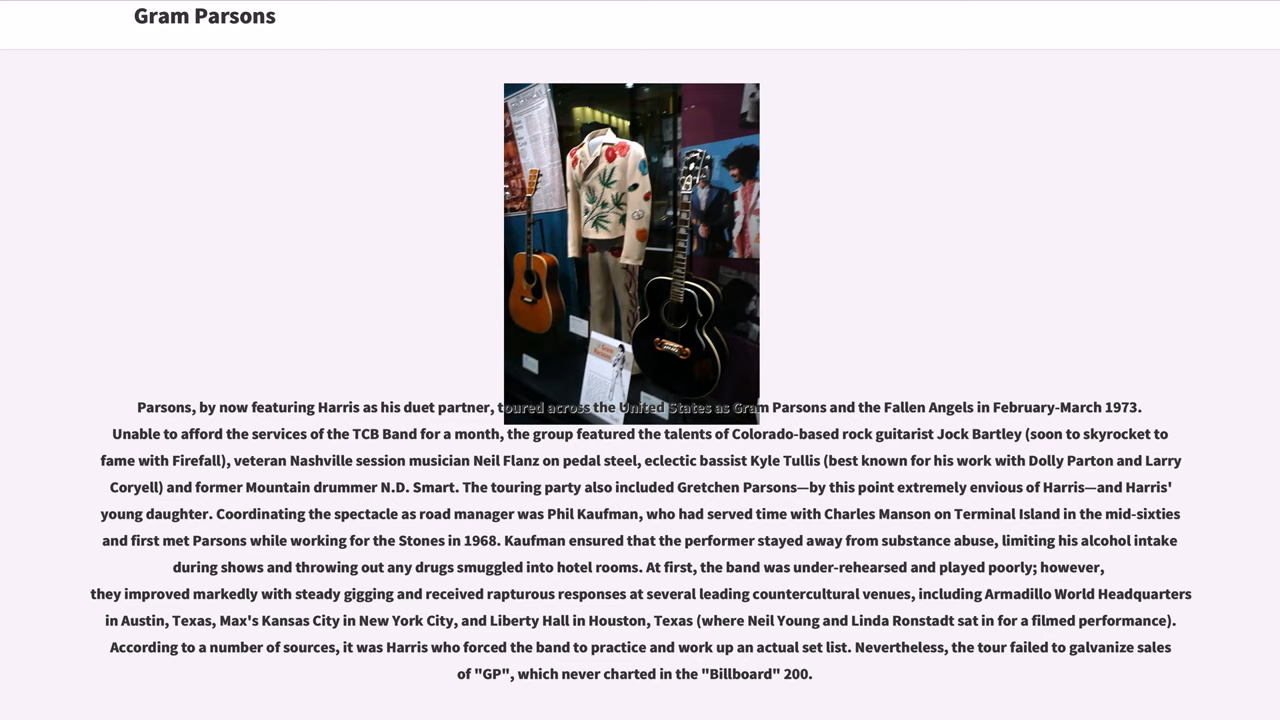 Gram Parsons
Gram
Parsons
Parsons, by now featuring Harris as his duet partner, toured across the United States as Gram Parsons and the Fallen Angels in February-March 1973.
Unable to afford the services of the TCB Band for a month, the group featured the talents of Colorado-based rock guitarist Jock Bartley (soon to skyrocket to
fame with Firefall), veteran Nashville session musician Neil Flanz on pedal steel, eclectic bassist Kyle Tullis (best known for his work with Dolly Parton and Larry
Coryell) and former Mountain drummer N.D. Smart. The touring party also included Gretchen Parsons—by this point extremely envious of Harris—and Harris'
young daughter. Coordinating the spectacle as road manager was Phil Kaufman, who had served time with Charles Manson on Terminal Island in the mid-sixties
and first met Parsons while working for the Stones in 1968. Kaufman ensured that the performer stayed away from substance abuse, limiting his alcohol intake
during shows and throwing out any drugs smuggled into hotel rooms. At first, the band was under-rehearsed and played poorly; however,
they improved markedly with steady gigging and received rapturous responses at several leading countercultural venues, including Armadillo World Headquarters
in Austin, Texas, Max's Kansas City in New York City, and Liberty Hall in Houston, Texas (where Neil Young and Linda Ronstadt sat in for a filmed performance).
According to a number of sources, it was Harris who forced the band to practice and work up an actual set list. Nevertheless, the tour failed to galvanize sales
of "GP", which never charted in the "Billboard" 200.